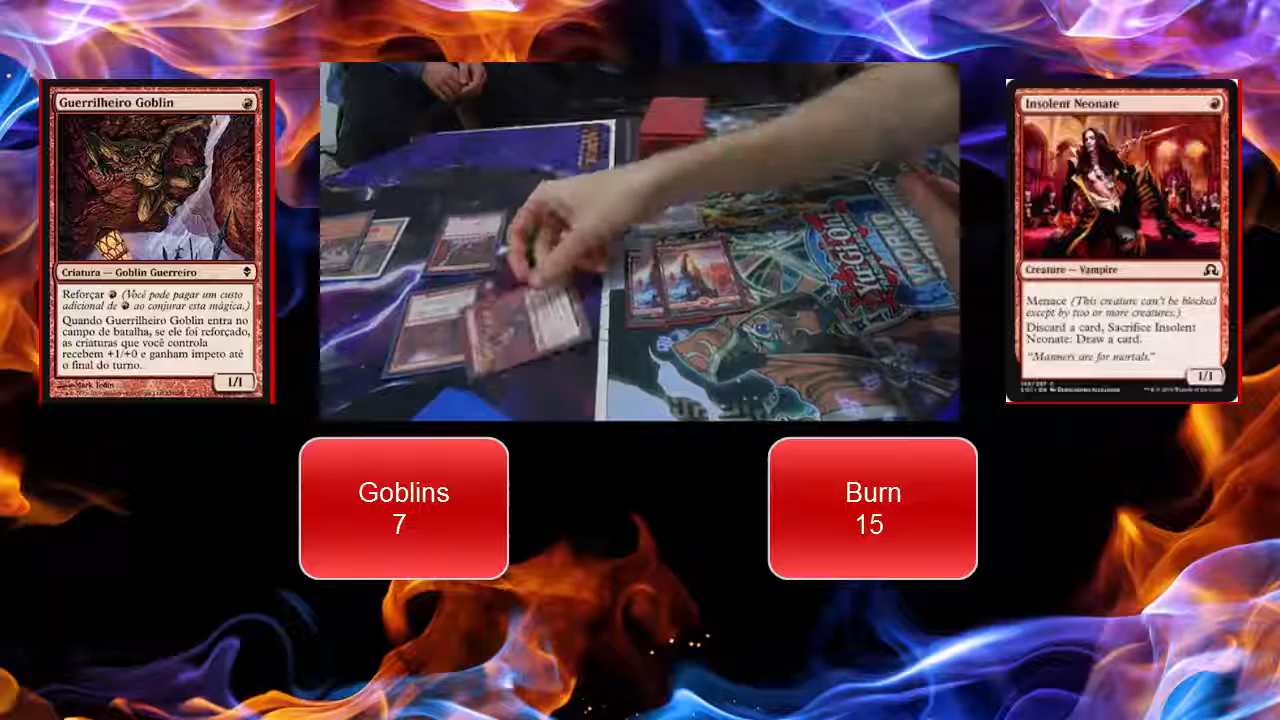 Guerrilheiro Goblin
Criatura — Goblin Guerreiro
Reforçar (Você pode pagar um custo
adicional de ao conjurar esta mágica.)
Quando Guerrilheiro Goblin entra no
campo de batalha, se ele foi reforçado,
as criaturas que você controla
recebem +1/+0 e ganham ímpeto até
o final do turno.
Mark Tedin
1/1
YU-GI-OH!
WORLD
Insolent Neonate
Creature — Vampire
Menace (This creature can't be blocked
except by two or more creatures.)
Discard a card, Sacrifice Insolent
Neonate: Draw a card.
"Manners are for mortals."
1/1
Goblins
7
Burn
15